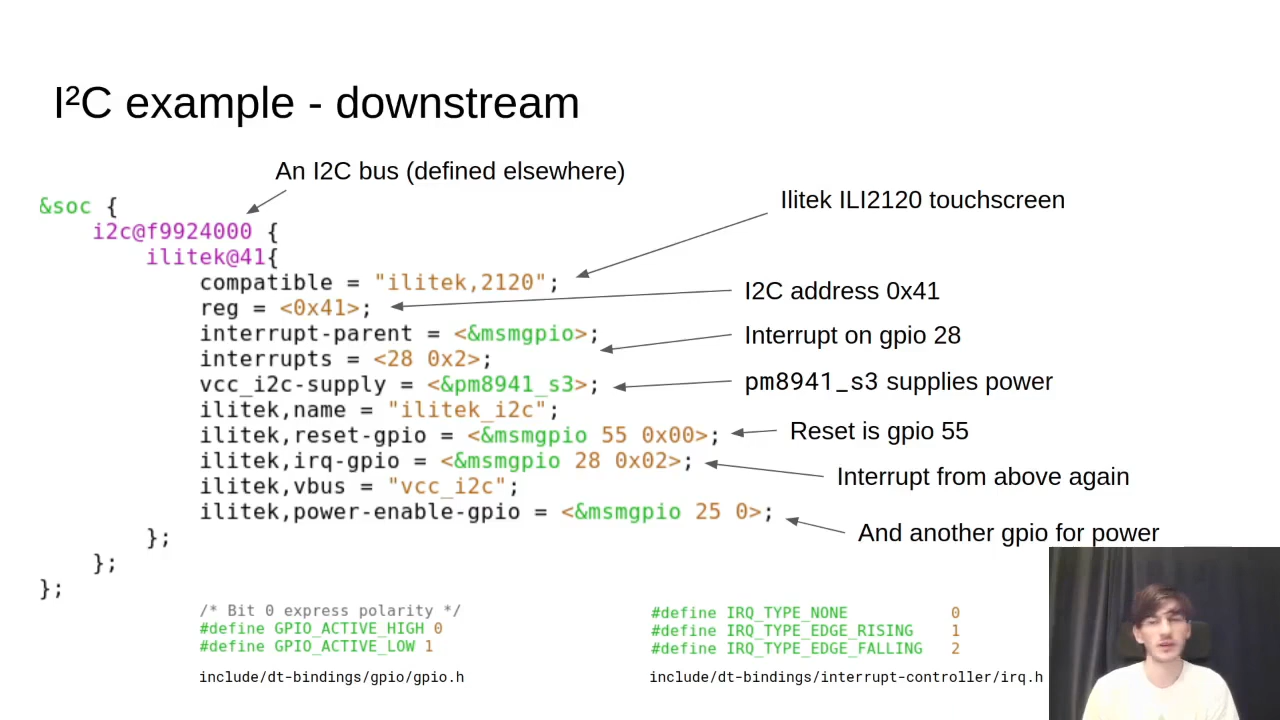 I²C example - downstream
An I2C bus (defined elsewhere)
Ilitek ILI2120 touchscreen
&soc {
i2c@f9924000 {
ilitek@41{
compatible = "ilitek,2120";
reg = <0x41>;
I2C address 0x41
interrupt-parent = <&msmgpio>;
Interrupt on gpio 28
interrupts = <28 0x2>;
vcc_i2c-supply = <&pm8941_s3>;
pm8941_s3 supplies power
ilitek,name = "ilitek_i2c";
ilitek,reset-gpio = <&msmgpio 55 0x00>;
Reset is gpio 55
ilitek,irq-gpio = <&msmgpio 28 0x02>;
Interrupt from above again
ilitek,vbus = "vcc_i2c";
ilitek,power-enable-gpio = <&msmgpio 25 0>;
And another gpio for power
};
};
};
/* Bit 0 express polarity */
#define GPIO_ACTIVE_HIGH 0
#define GPIO_ACTIVE_LOW 1
include/dt-bindings/gpio/gpio.h
#define IRQ_TYPE_NONE 0
#define IRQ_TYPE_EDGE_RISING 1
#define IRQ_TYPE_EDGE_FALLING 2
include/dt-bindings/interrupt-controller/irq.h